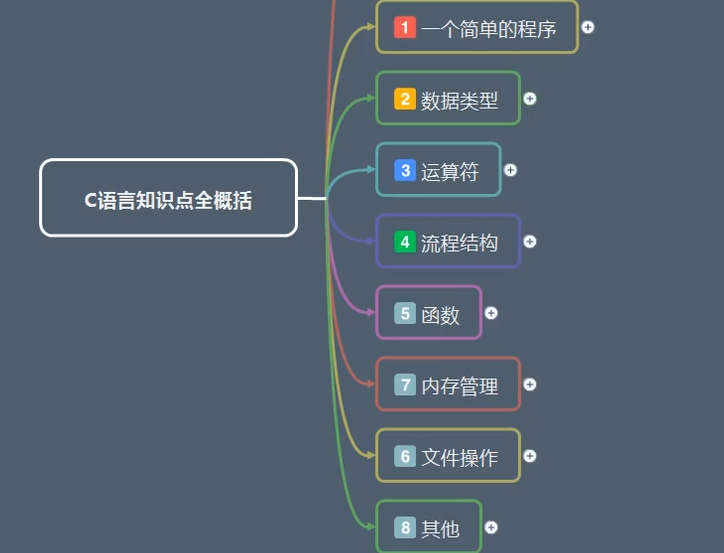 1 一个简单的程序
2 数据类型
3 运算符
C语言知识点全概括
4 流程结构
5 函数
7 内存管理
6 文件操作
8 其他